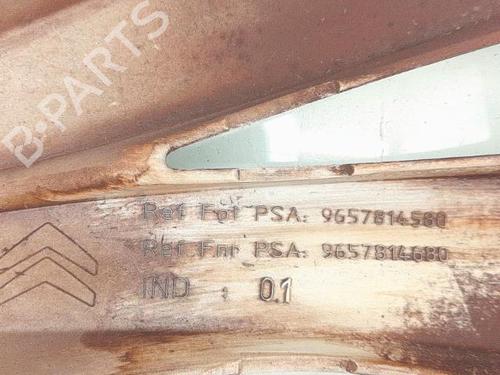 B-PARTS
Ref Fot PSA: 9657814580
Ref Fnr PSA: 9657814680
IND : 01